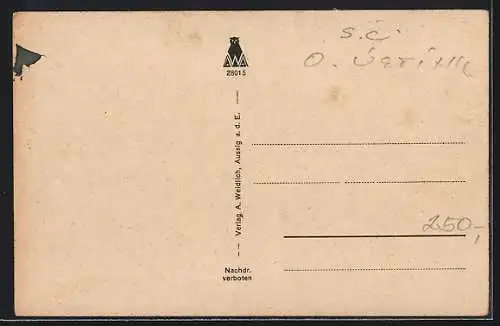 S.C.
28015
Verlag A. Weidlich, Aussig a. d. E.
250,-
Nachdr.
verboten